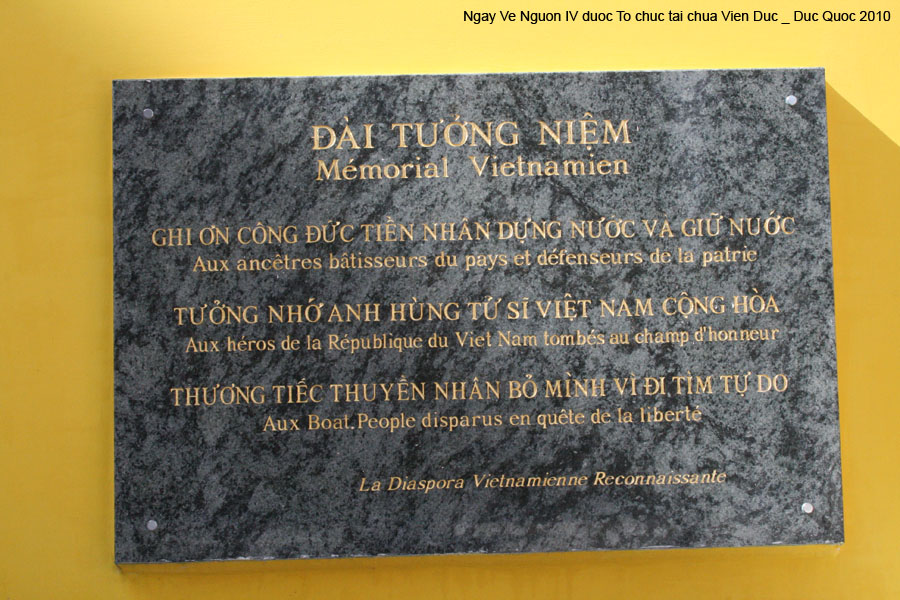 Ngay Ve Nguon IV duoc To chuc tai chua Vien Duc _ Duc Quoc 2010
ĐÀI TƯỞNG NIỆM
Mémorial Vietnamien
GHI ƠN CÔNG ĐỨC TIỀN NHÂN DỰNG NƯỚC VÀ GIỮ NƯỚC
Aux ancêtres bâtisseurs du pays et défenseurs de la patrie
TƯỞNG NHỚ ANH HÙNG TỬ SĨ VIỆT NAM CỘNG HÒA
Aux héros de la République du Viet Nam tombés au champ d'honneur
THƯƠNG TIẾC THUYỀN NHÂN BỎ MÌNH VÌ ĐI TÌM TỰ DO
Aux Boat.People disparus en quête de la liberté
La Diaspora Vietnamienne Reconnaissante